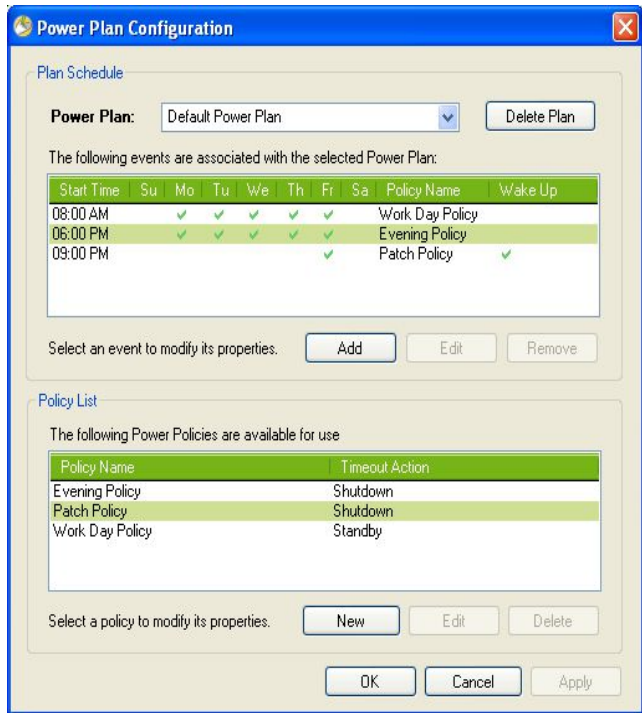 Power Plan Configuration
Plan Schedule
Power Plan: Default Power Plan Delete Plan
The following events are associated with the selected Power Plan:
Start Time Su Mo Tu We Th Fr Sa Policy Name Wake Up
08:00 AM ✓ ✓ ✓ ✓ ✓ Work Day Policy
06:00 PM ✓ ✓ ✓ ✓ ✓ Evening Policy
09:00 PM ✓ Patch Policy ✓
Select an event to modify its properties. Add Edit Remove
Policy List
The following Power Policies are available for use
Policy Name Timeout Action
Evening Policy Shutdown
Patch Policy Shutdown
Work Day Policy Standby
Select a policy to modify its properties. New Edit Delete
OK Cancel Apply